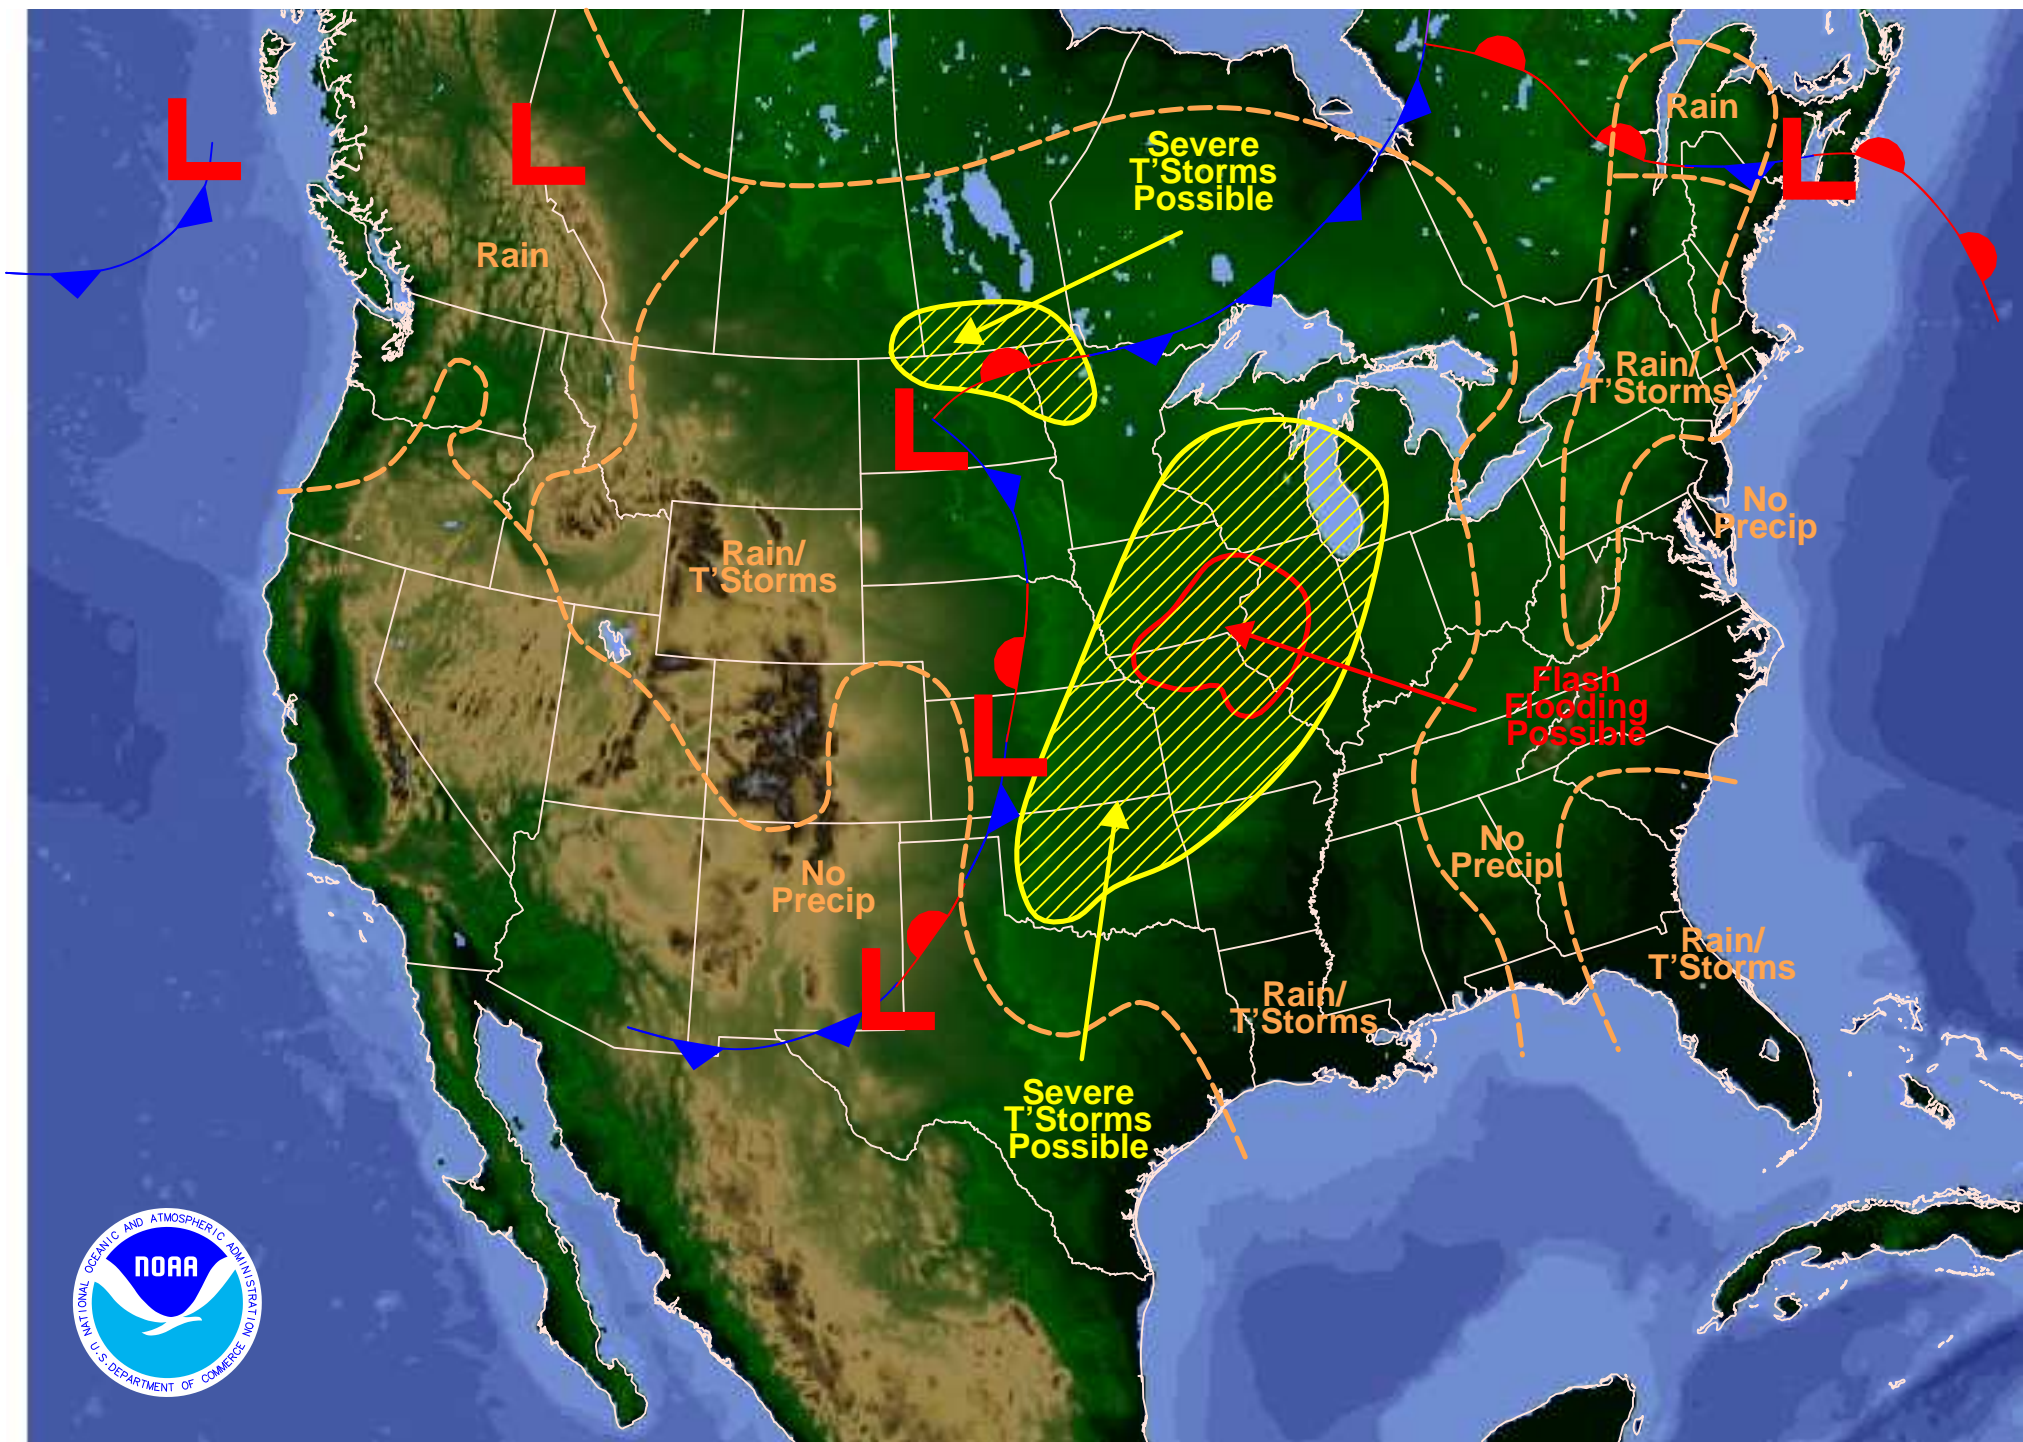 Rain
Severe
T'Storms
Possible
Rain
Rain/
T'Storms
No
Precip
Rain/
T'Storms
Flash
Flooding
Possible
No
Precip
No
Precip
Rain/
T'Storms
Rain/
T'Storms
Severe
T'Storms
Possible
L
L
L
L
L
L
NATIONAL OCEANIC AND ATMOSPHERIC ADMINISTRATION
NOAA
U.S. DEPARTMENT OF COMMERCE